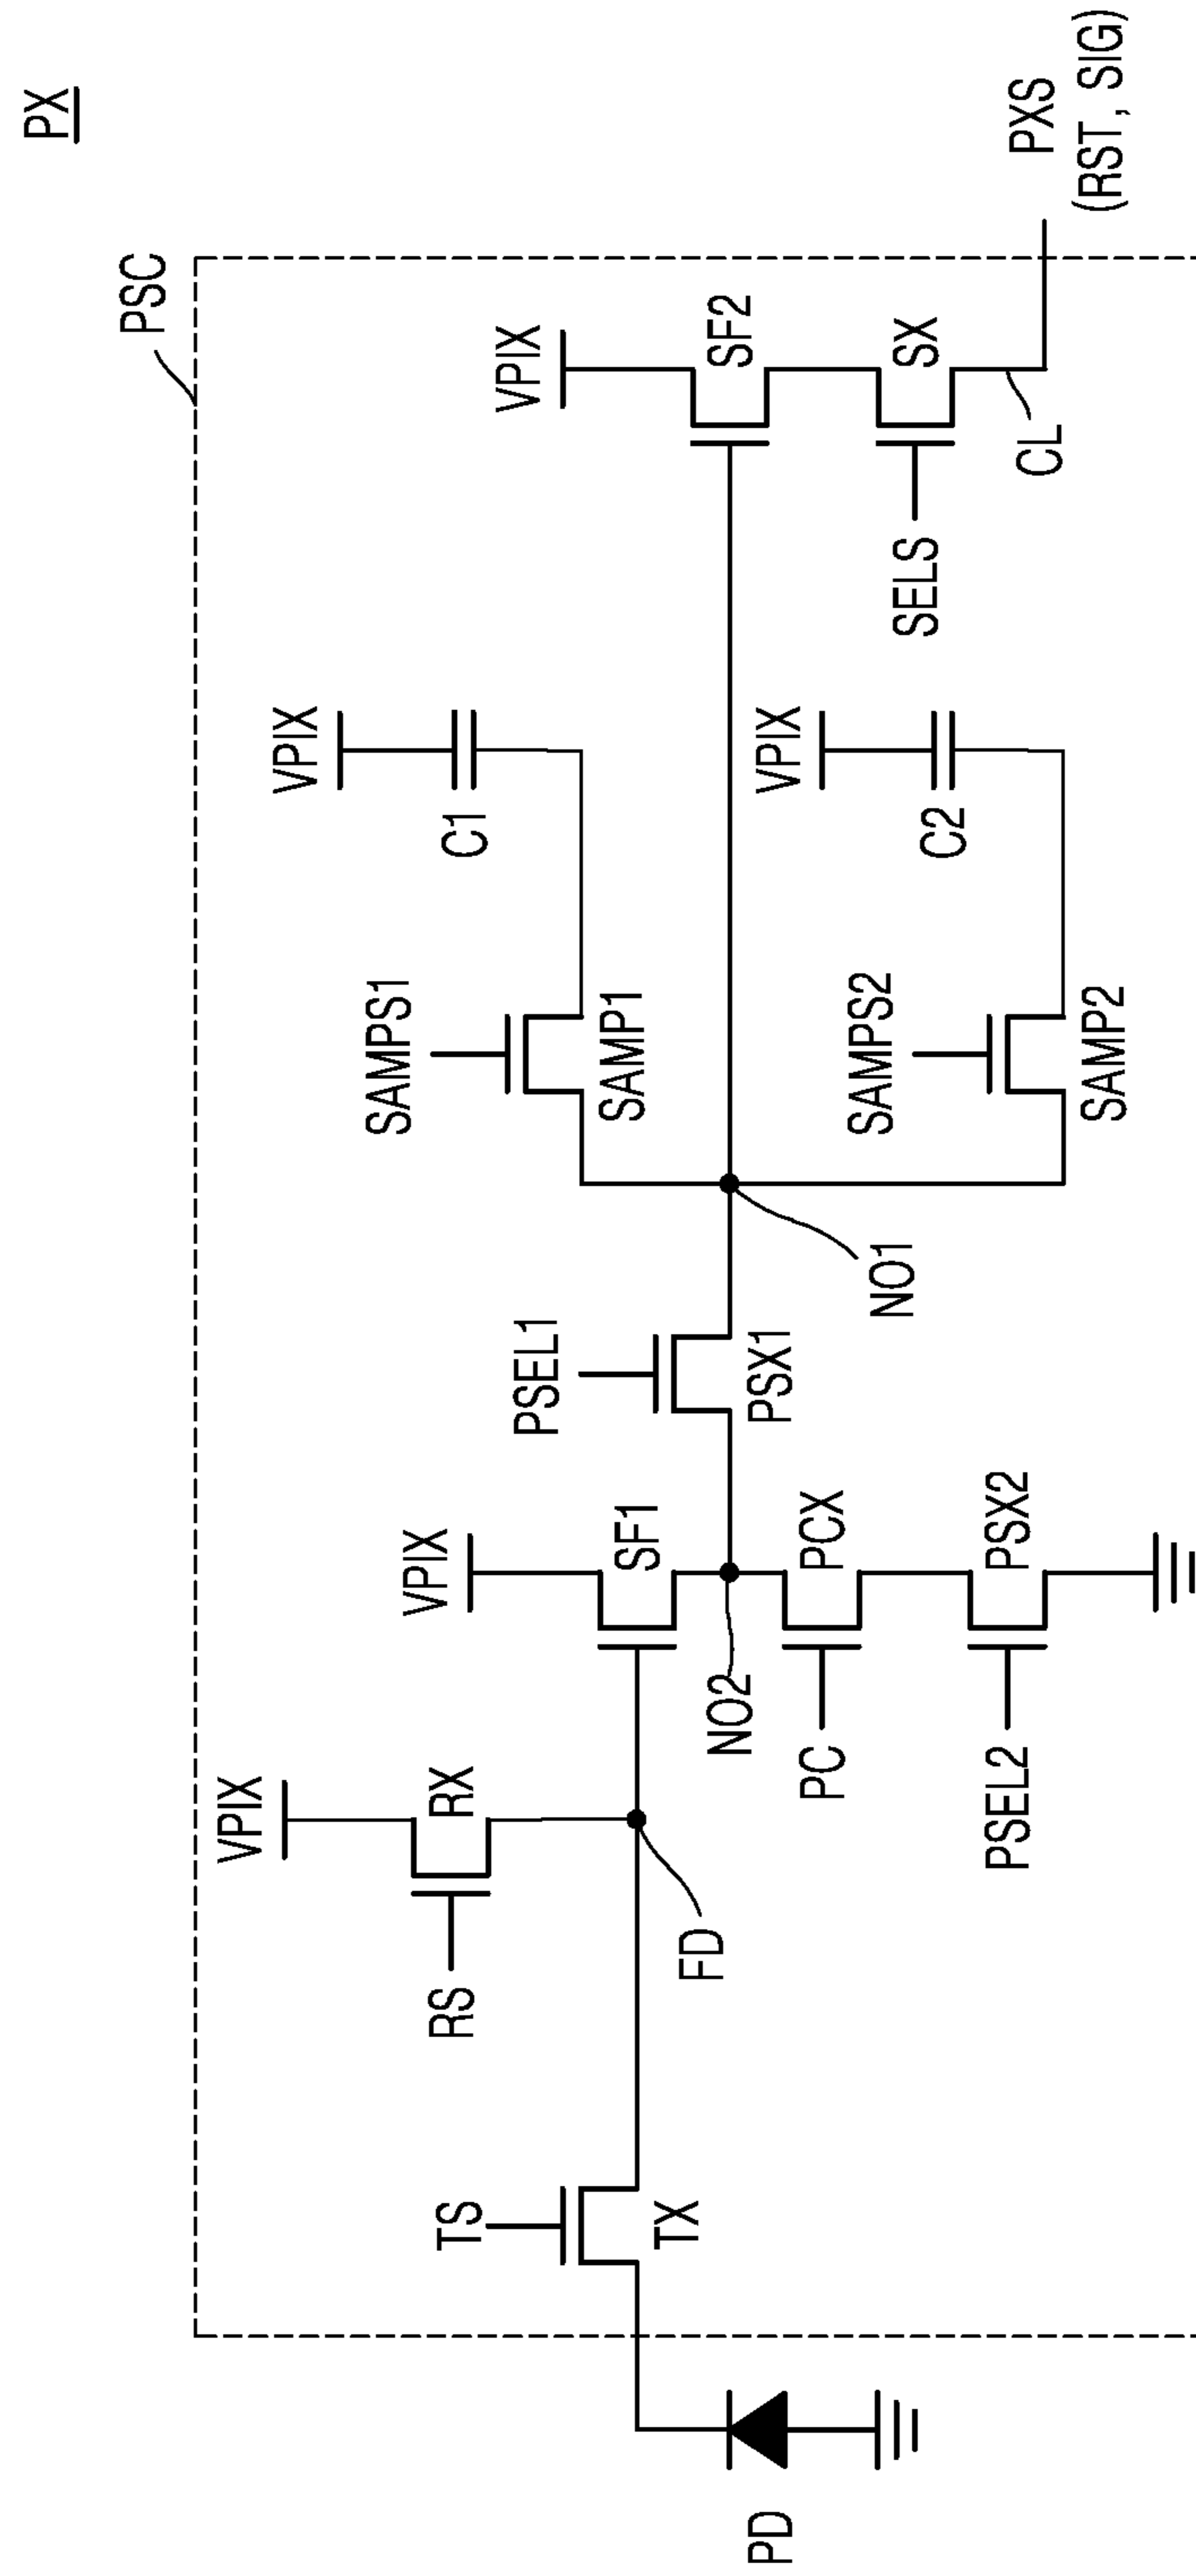 PX
PSC
VPIX
VPIX
VPIX
VPIX
RS
RX
TS
TX
PD
FD
SF1
NO2
PC
PCX
PSEL2
PSX2
PSEL1
PSX1
NO1
SAMPS1
SAMP1
C1
SAMPS2
SAMP2
VPIX
C2
SF2
SELS
SX
CL
PXS
(RST, SIG)